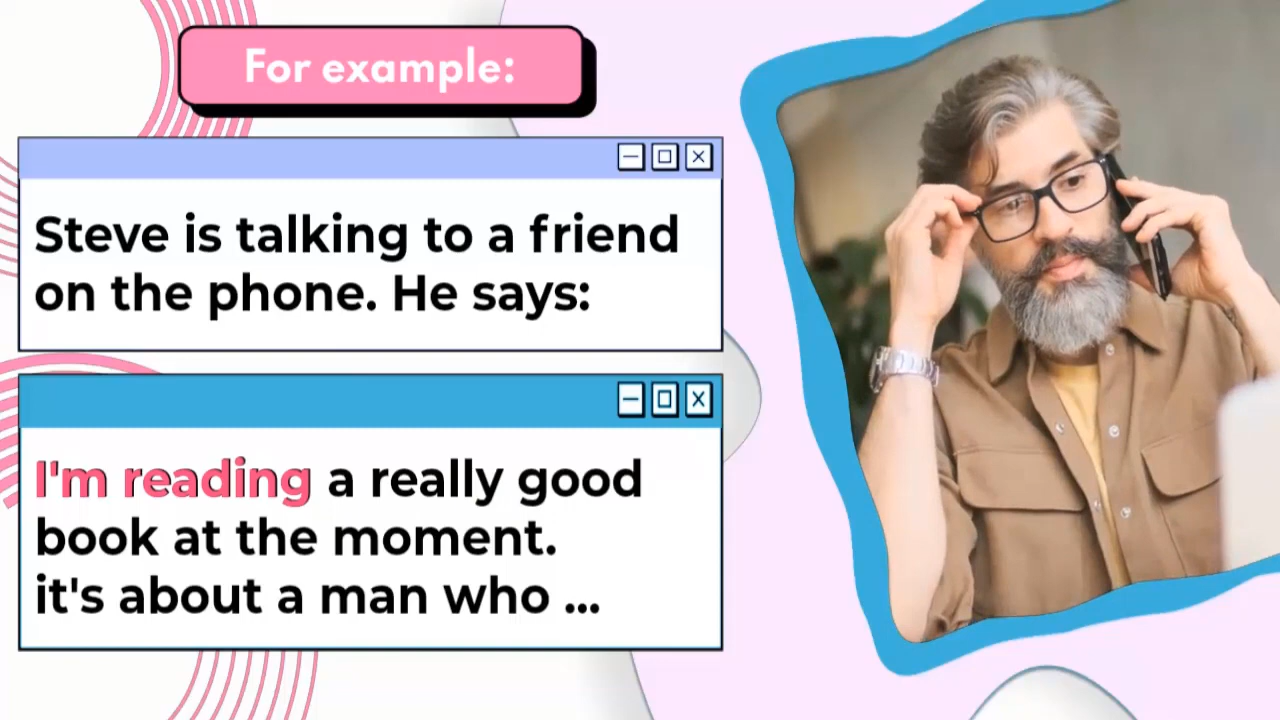 For example:
Steve is talking to a friend
on the phone. He says:
I'm reading a really good
book at the moment.
it's about a man who ...